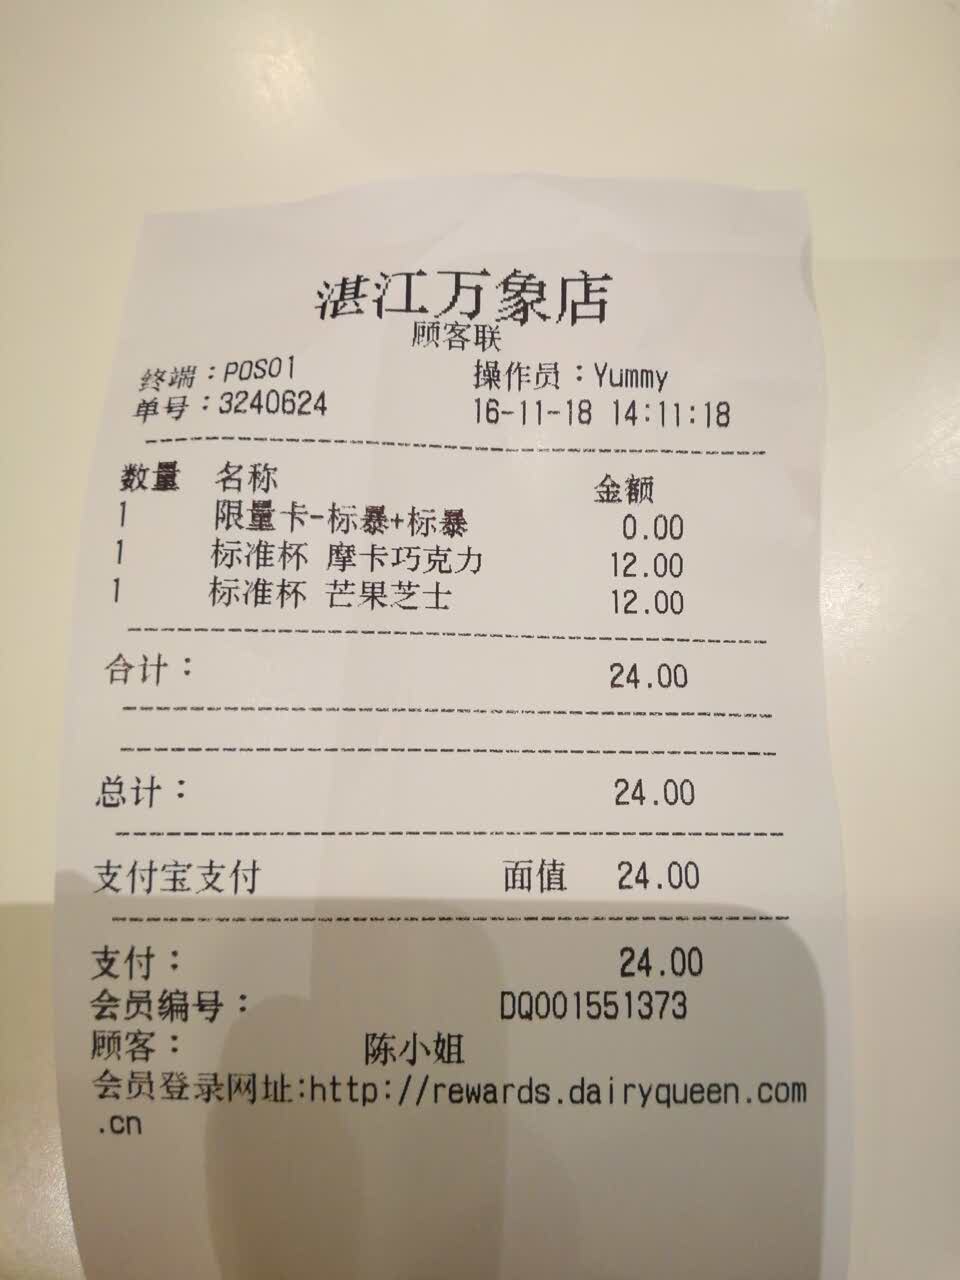 湛江万象店
顾客联
终端：POS01 操作员：Yummy
单号：3240624 16-11-18 14:11:18
数量 名称 金额
1 限量卡-标暴+标暴 0.00
1 标准杯 摩卡巧克力 12.00
1 标准杯 芒果芝士 12.00
合计： 24.00
总计： 24.00
支付宝支付 面值 24.00
支付： 24.00
会员编号： DQ001551373
顾客： 陈小姐
会员登录网址:http://rewards.dairyqueen.com
.cn